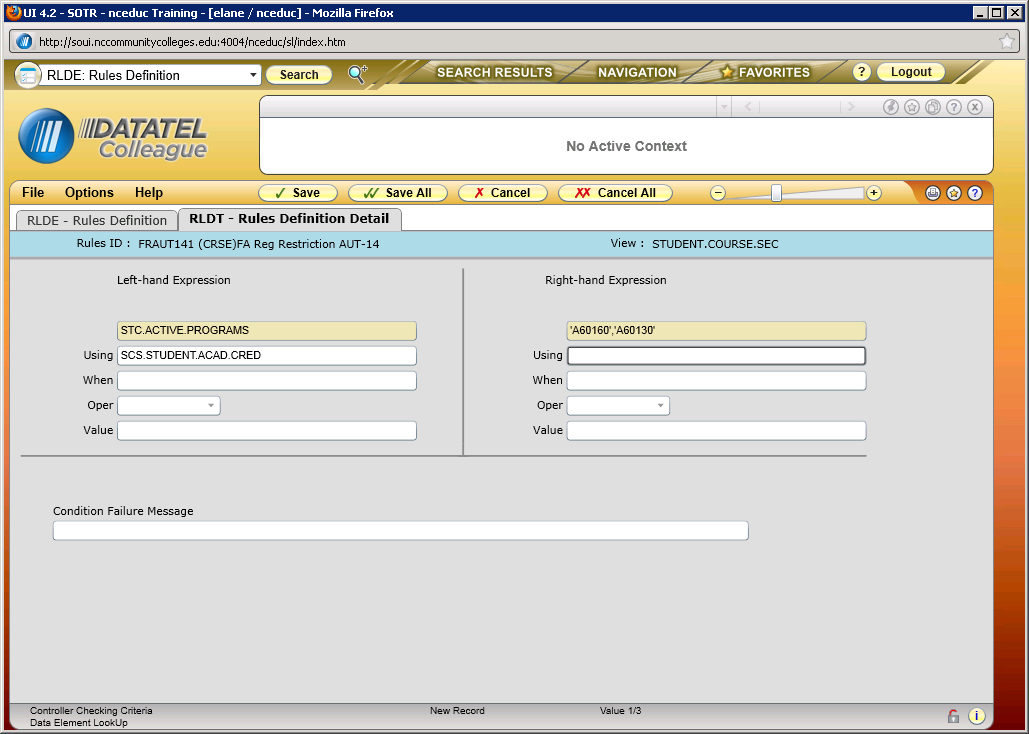 UI 4.2 - SOTR - nceduc Training - [elane / nceduc] - Mozilla Firefox
http://soui.nccommunitycolleges.edu:4004/nceduc/sl/index.htm
RLDE: Rules Definition
Search
SEARCH RESULTS
NAVIGATION
FAVORITES
?
Logout
DATATEL
Colleague
?
No Active Context
File
Options
Help
Save
Save All
Cancel
Cancel All
?
RLDE - Rules Definition
RLDT - Rules Definition Detail
Rules ID : FRAUT141 (CRSE)FA Reg Restriction AUT-14
View : STUDENT.COURSE.SEC
Left-hand Expression
Right-hand Expression
STC.ACTIVE.PROGRAMS
'A60160','A60130'
Using SCS.STUDENT.ACAD.CRED
Using
When
When
Oper
Oper
Value
Value
Condition Failure Message
Controller Checking Criteria
New Record
Value 1/3
Data Element LookUp
i